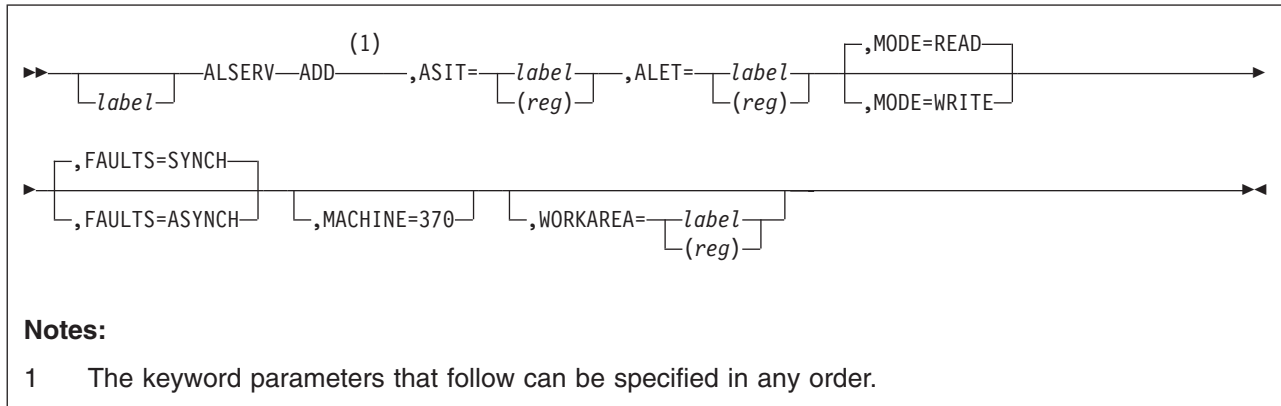 (1) ,MODE=READ
ALSERV ADD ,ASIT= label ,ALET= label
label (reg) (reg) ,MODE=WRITE
,FAULTS=SYNCH
,FAULTS=ASYNCH ,MACHINE=370 ,WORKAREA= label
(reg)
Notes:
1 The keyword parameters that follow can be specified in any order.